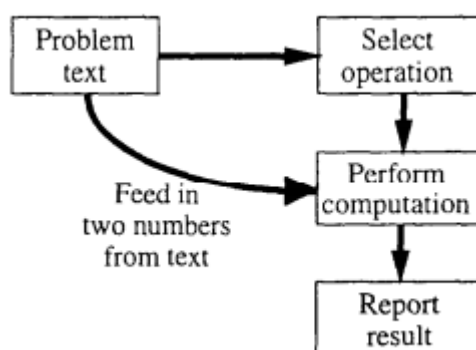 Problem
text
Select
operation
Feed in
two numbers
from text
Perform
computation
Report
result